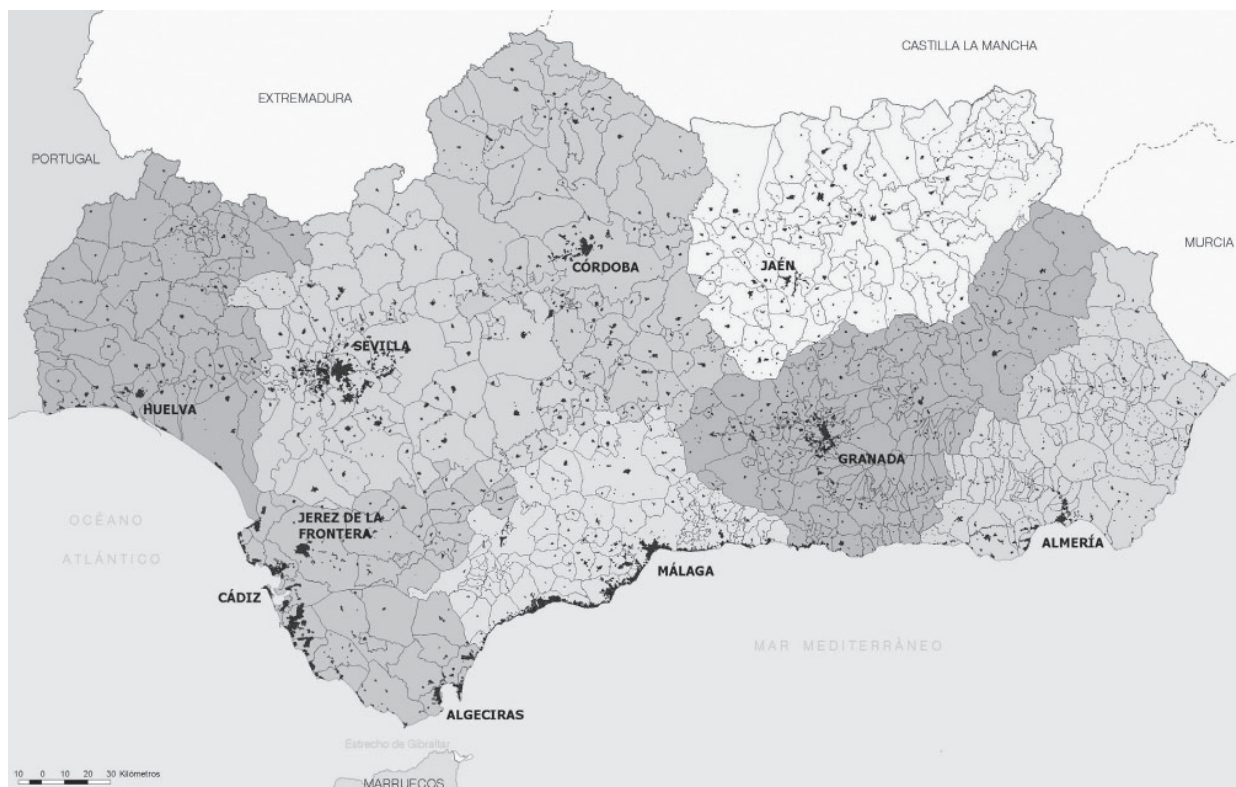 CASTILLA LA MANCHA
EXTREMADURA
PORTUGAL
MURCIA
CÓRDOBA
JAÉN
SEVILLA
HUELVA
GRANADA
OCÉANO
ATLÁNTICO
JEREZ DE LA
FRONTERA
ALMERÍA
MÁLAGA
CÁDIZ
MAR MEDITERRÂNEO
ALGECIRAS
Estrecho de Gibraltar
10 0 10 20 30 Kilómetros
MARRUECOS